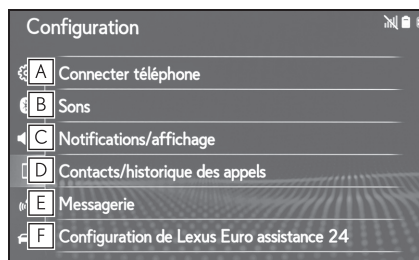 Configuration
A Connecter téléphone
B Sons
C Notifications/affichage
D Contacts/historique des appels
E Messagerie
F Configuration de Lexus Euro assistance 24